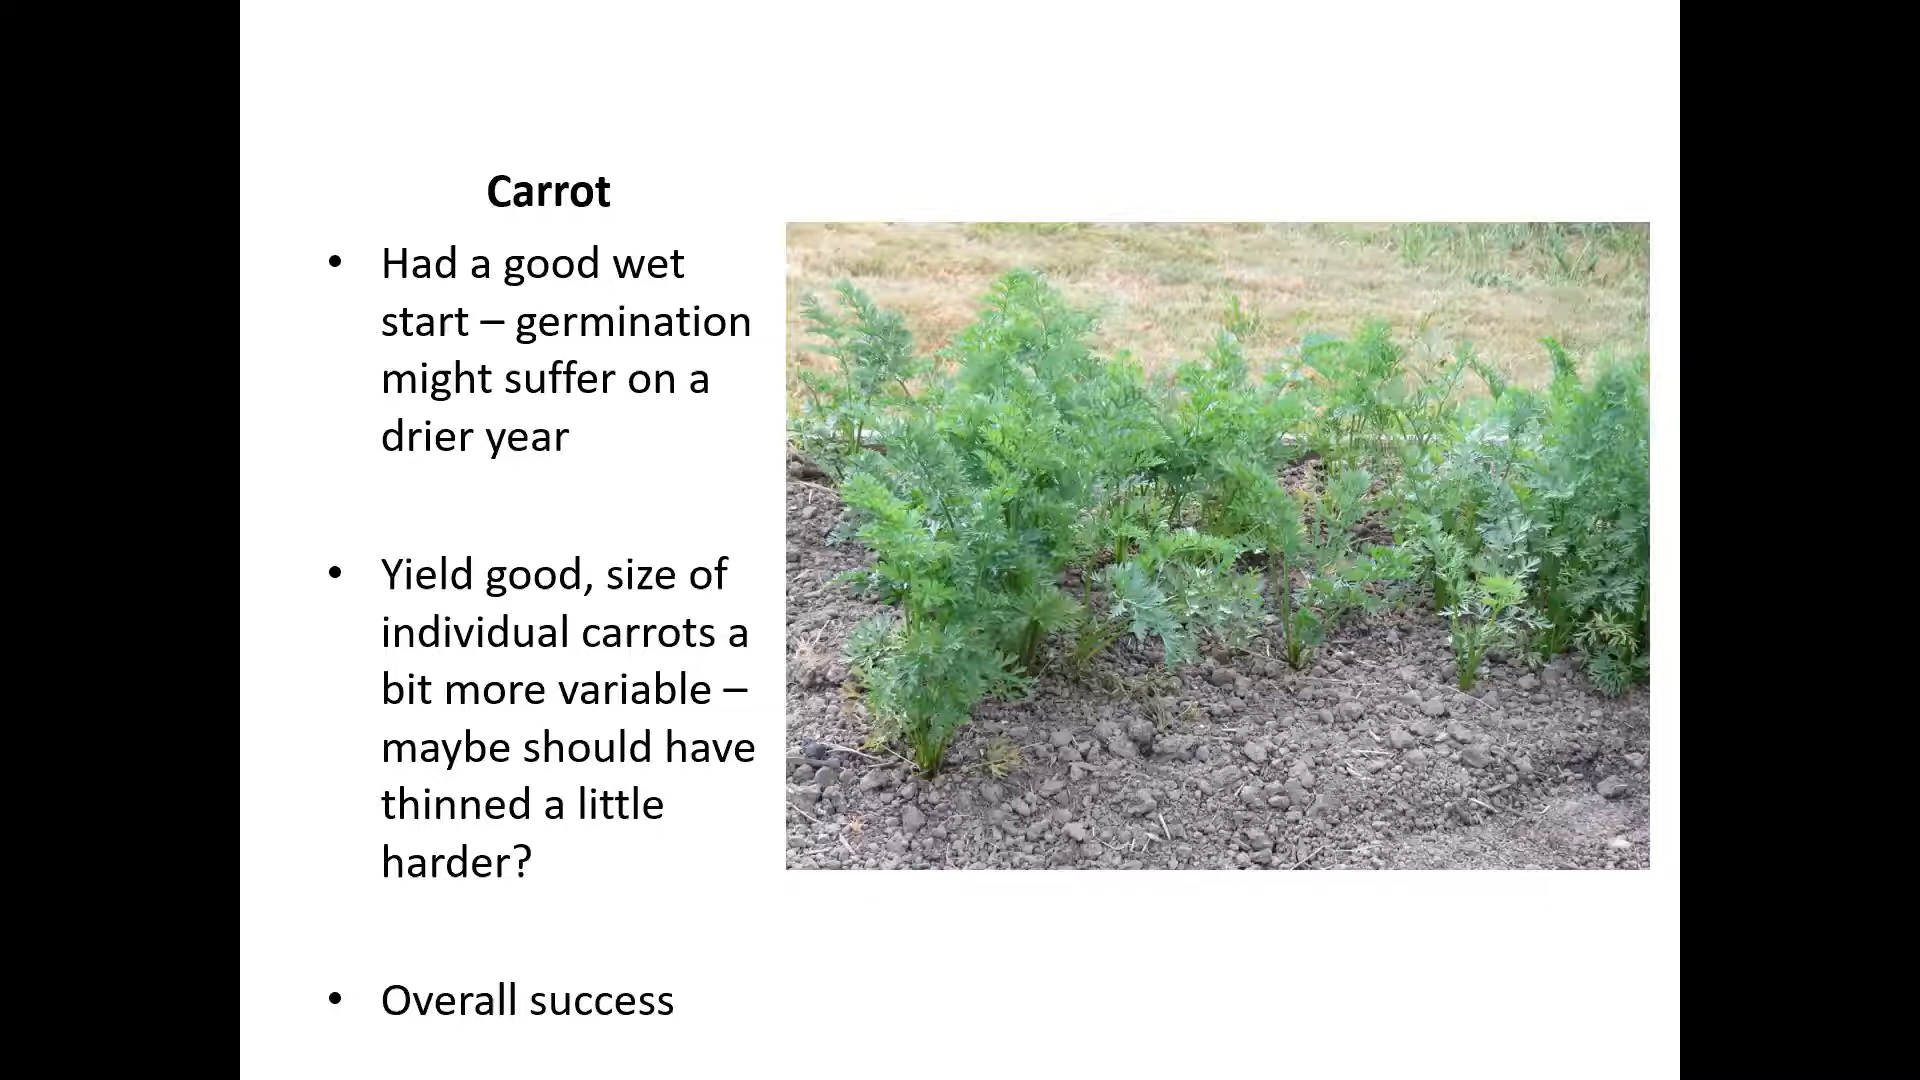 Carrot
• Had a good wet
start – germination
might suffer on a
drier year
• Yield good, size of
individual carrots a
bit more variable –
maybe should have
thinned a little
harder?
• Overall success